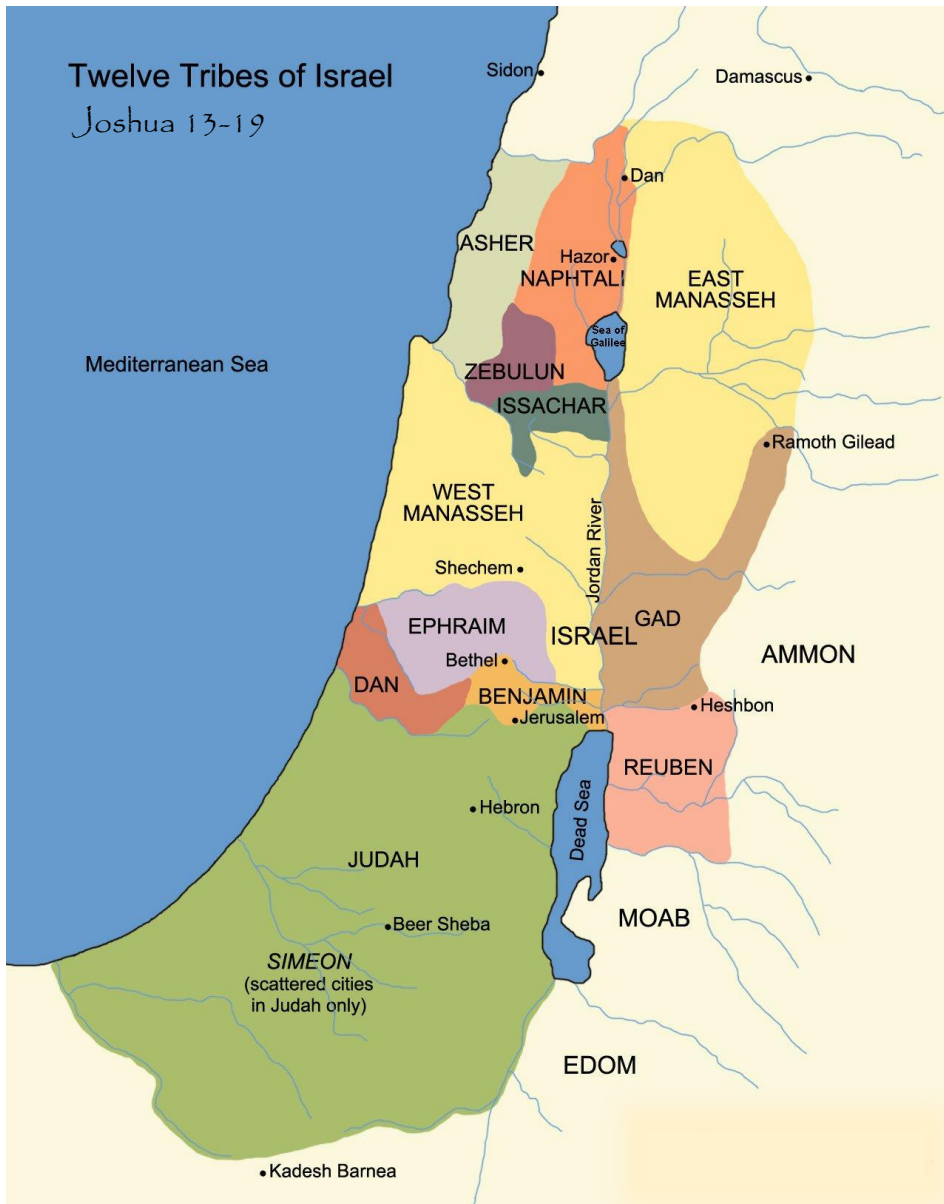 Twelve Tribes of Israel
Joshua 13-19
Sidon
Damascus
Dan
ASHER
Hazor
NAPHTALI
EAST
MANASSEH
Sea of
Galilee
Mediterranean Sea
ZEBULUN
ISSACHAR
Ramoth Gilead
WEST
MANASSEH
Jordan River
Shechem
EPHRAIM
ISRAEL
GAD
Bethel
AMMON
DAN
BENJAMIN
Jerusalem
Heshbon
REUBEN
Hebron
Dead Sea
JUDAH
Beer Sheba
MOAB
SIMEON
(scattered cities
in Judah only)
EDOM
Kadesh Barnea